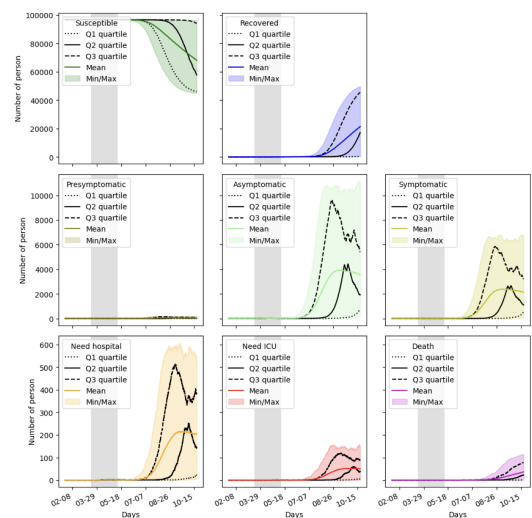 100000
80000
60000
40000
20000
0
Number of person
Susceptible
Q1 quartile
Q2 quartile
Q3 quartile
Mean
Min/Max
Recovered
Q1 quartile
Q2 quartile
Q3 quartile
Mean
Min/Max
10000
8000
6000
4000
2000
0
Number of person
Presymptomatic
Q1 quartile
Q2 quartile
Q3 quartile
Mean
Min/Max
Asymptomatic
Q1 quartile
Q2 quartile
Q3 quartile
Mean
Min/Max
Symptomatic
Q1 quartile
Q2 quartile
Q3 quartile
Mean
Min/Max
600
500
400
300
200
100
0
Number of person
Need hospital
Q1 quartile
Q2 quartile
Q3 quartile
Mean
Min/Max
02-08 03-29 05-18 07-07 08-26 10-15
Days
Need ICU
Q1 quartile
Q2 quartile
Q3 quartile
Mean
Min/Max
02-08 03-29 05-18 07-07 08-26 10-15
Days
Death
Q1 quartile
Q2 quartile
Q3 quartile
Mean
Min/Max
02-08 03-29 05-18 07-07 08-26 10-15
Days